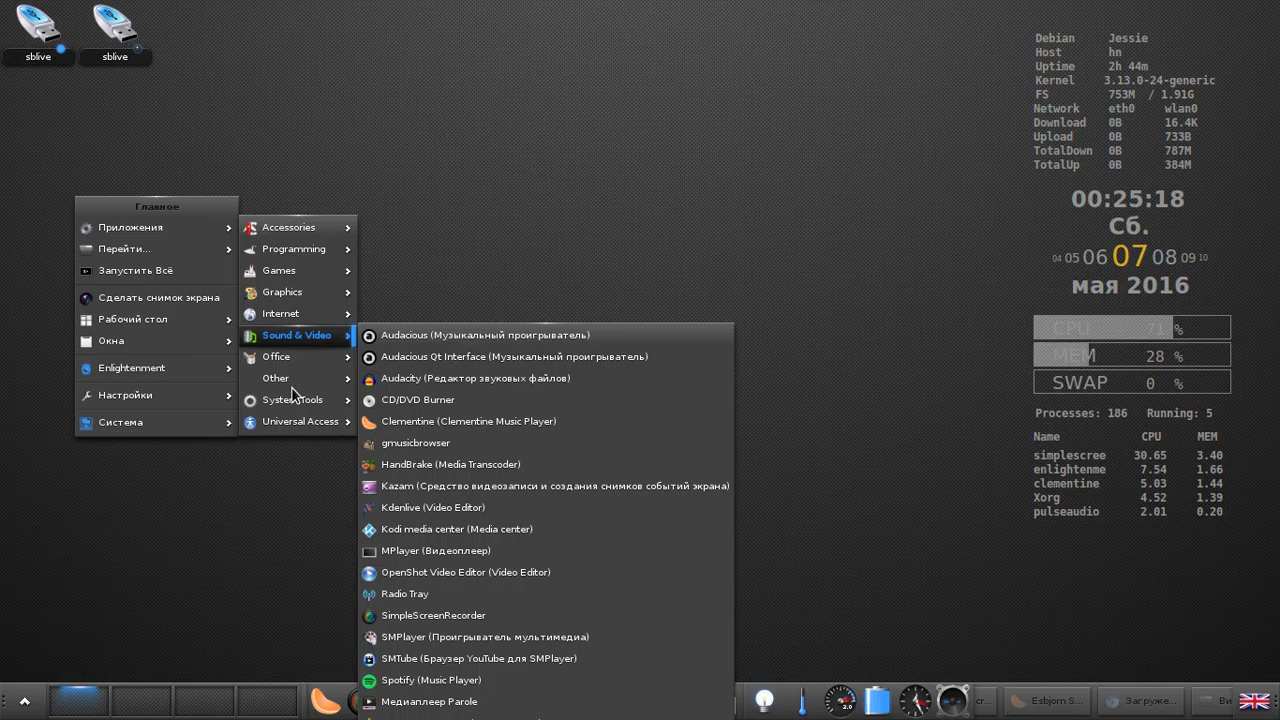 sblive
sblive
Debian Jessie
Host hn
Uptime 2h 44m
Kernel 3.13.0-24-generic
FS 753M / 1.91G
Network eth0 wlan0
Download 0B 16.4K
Upload 0B 733B
TotalDown 0B 787M
TotalUp 0B 384M
00:25:18
Сб.
04 05 06 07 08 09 10
мая 2016
CPU 71 %
MEM 28 %
SWAP 0 %
Processes: 186 Running: 5
Name CPU MEM
simplescree 30.65 3.40
enlightenme 7.54 1.66
clementine 5.03 1.44
Xorg 4.52 1.39
pulseaudio 2.01 0.20
Главное
Приложения
Перейти...
Запустить Всё
Сделать снимок экрана
Рабочий стол
Окна
Enlightenment
Настройки
Система
Accessories
Programming
Games
Graphics
Internet
Sound & Video
Office
Other
System Tools
Universal Access
Audacious (Музыкальный проигрыватель)
Audacious Qt Interface (Музыкальный проигрыватель)
Audacity (Редактор звуковых файлов)
CD/DVD Burner
Clementine (Clementine Music Player)
gmusicbrowser
HandBrake (Media Transcoder)
Kazam (Средство видеозаписи и создания снимков событий экрана)
Kdenlive (Video Editor)
Kodi media center (Media center)
MPlayer (Видеоплеер)
OpenShot Video Editor (Video Editor)
Radio Tray
SimpleScreenRecorder
SMPlayer (Проигрыватель мультимедиа)
SMTube (Браузер YouTube для SMPlayer)
Spotify (Music Player)
Медиаплеер Parole
2.0
cr...
Esbjorn S...
Загруже...
Ви